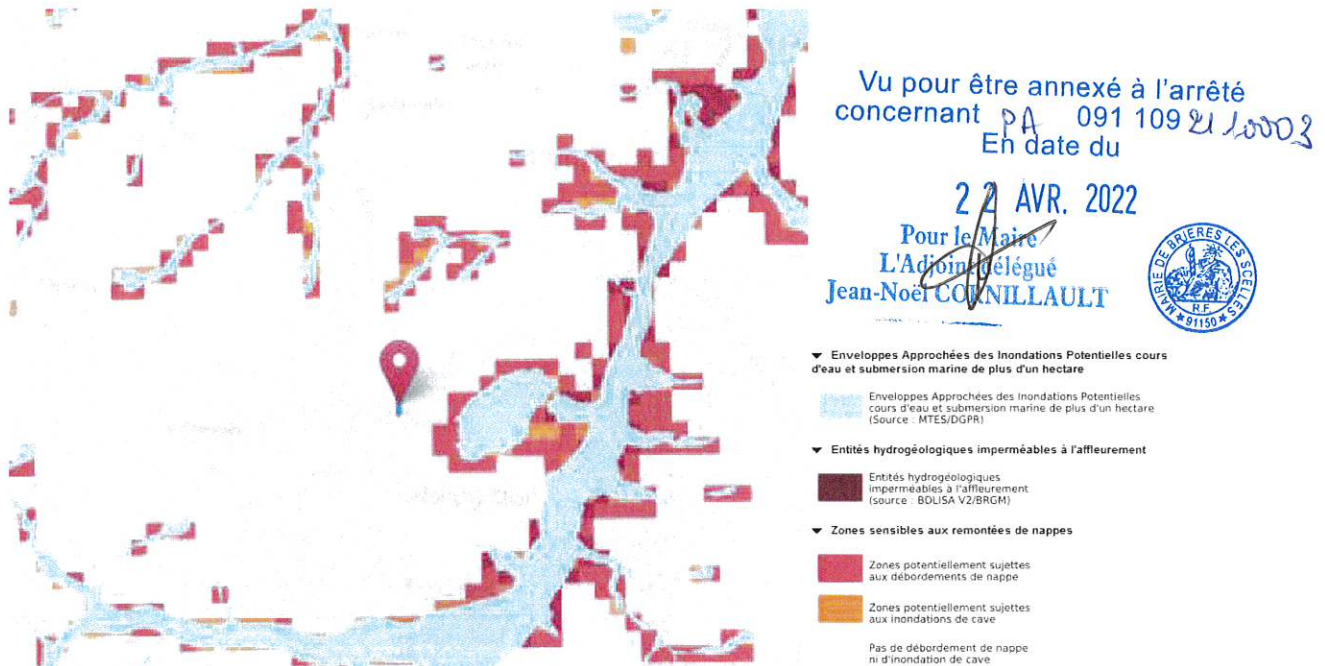 Vu pour être annexé à l'arrêté
concernant PA 091 109 21 10003
En date du
22 AVR. 2022
Pour le Maire
L'Adjoint délégué
Jean-Noël CORNILLAULT
MAIRIE DE BRIERES LES SCELLES
R.F.
★ 91150 ★
▼ Enveloppes Approchées des Inondations Potentielles cours
d'eau et submersion marine de plus d'un hectare
Enveloppes Approchées des Inondations Potentielles
cours d'eau et submersion marine de plus d'un hectare
(Source : MTES/DGPR)
▼ Entités hydrogéologiques imperméables à l'affleurement
Entités hydrogéologiques
imperméables à l'affleurement
(source : BDLISA V2/BRGM)
▼ Zones sensibles aux remontées de nappes
Zones potentiellement sujettes
aux débordements de nappe
Zones potentiellement sujettes
aux inondations de cave
Pas de débordement de nappe
ni d'inondation de cave